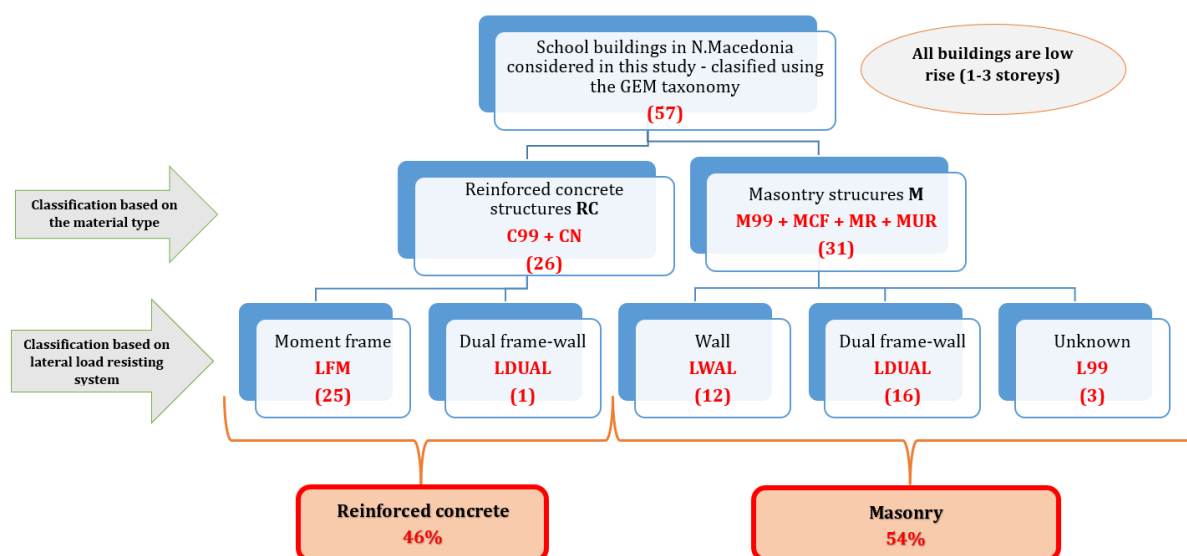 School buildings in N.Macedonia
considered in this study - clasified using
the GEM taxonomy
(57)
All buildings are low
rise (1-3 storeys)
Classification based on
the material type
Reinforced concrete
structures RC
C99 + CN
(26)
Masontry strucures M
M99 + MCF + MR + MUR
(31)
Classification based on
lateral load resisting
system
Moment frame
LFM
(25)
Dual frame-wall
LDUAL
(1)
Wall
LWAL
(12)
Dual frame-wall
LDUAL
(16)
Unknown
L99
(3)
Reinforced concrete
46%
Masonry
54%